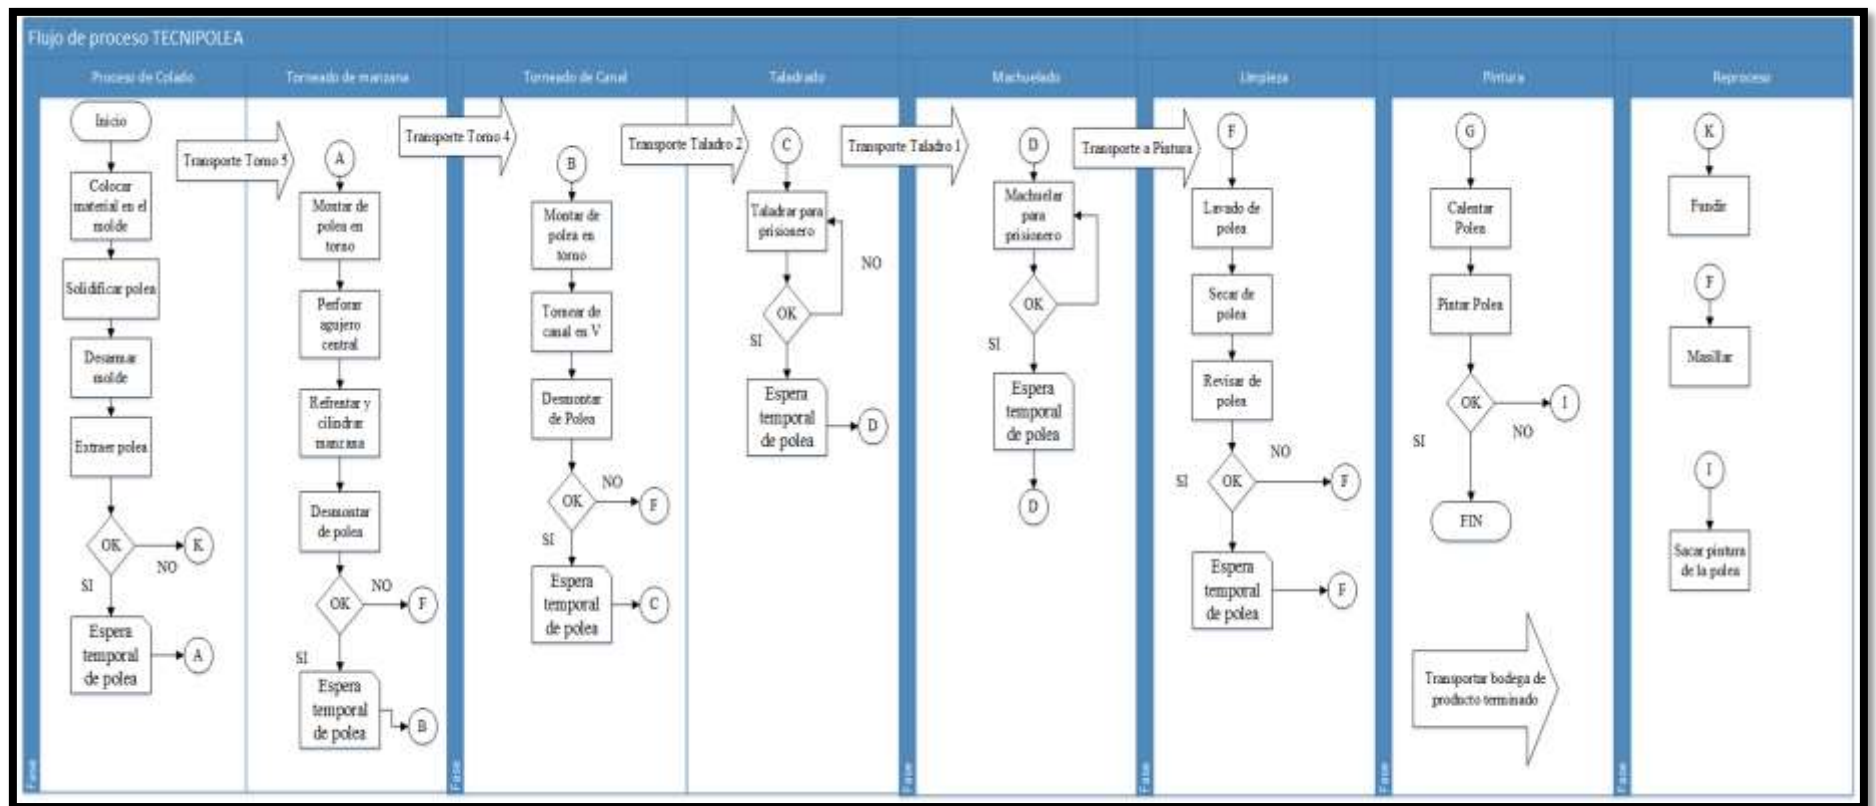 Flujo de proceso TECNIPOLEA
Proceso de Colado
Torneado de manzana
Torneado de Canal
Taladrado
Machuelado
Limpieza
Pintura
Reproceso
Inicio
Colocar
material en el
molde
Solidificar polea
Desarmar
molde
Extraer polea
OK
NO
K
SI
Espera
temporal
de polea
A
Fase
Transporte Torno 5
A
Montar de
polea en
torno
Perforar
agujero
central
Refrentar y
cilindrar
manzana
Desmontar
de polea
OK
NO
F
SI
Espera
temporal
de polea
B
Transporte Torno 4
Fase
B
Montar de
polea en
torno
Tornear de
canal en V
Desmontar
de Polea
OK
NO
F
SI
Espera
temporal
de polea
C
Transporte Taladro 2
C
Taladrar para
prisionero
NO
OK
SI
Espera
temporal
de polea
D
Transporte Taladro 1
Fase
D
Machuelar
para
prisionero
OK
SI
Espera
temporal
de polea
D
Transporte a Pintura
Fase
F
Lavado de
polea
Secar de
polea
Revisar de
polea
OK
NO
F
SI
Espera
temporal
de polea
F
Fase
G
Calentar
Polea
Pintar Polea
OK
I
NO
SI
FIN
Transportar bodega de
producto terminado
Fase
K
Fundir
F
Masillar
I
Sacar pintura
de la polea